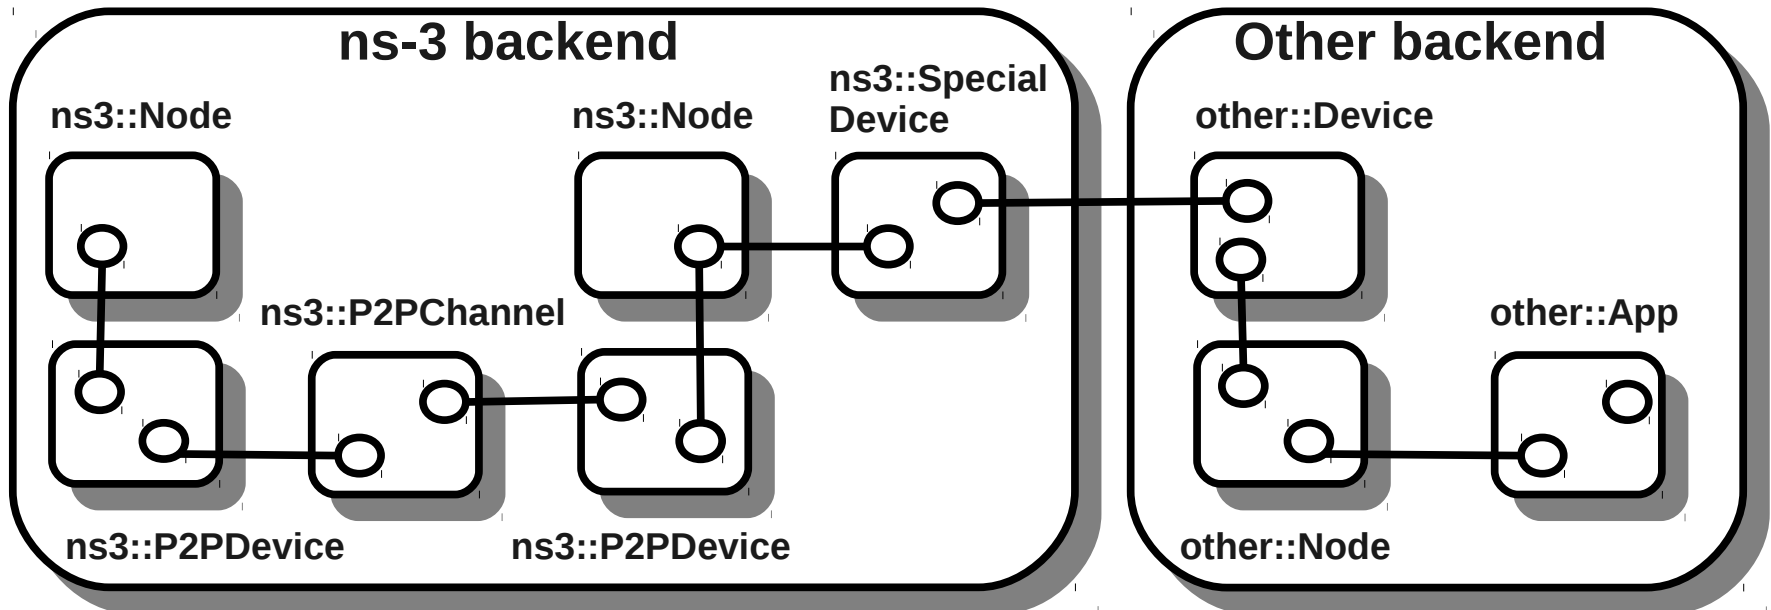 ns-3 backend
Other backend
ns3::Special
Device
ns3::Node
ns3::Node
other::Device
ns3::P2PChannel
other::App
ns3::P2PDevice
ns3::P2PDevice
other::Node